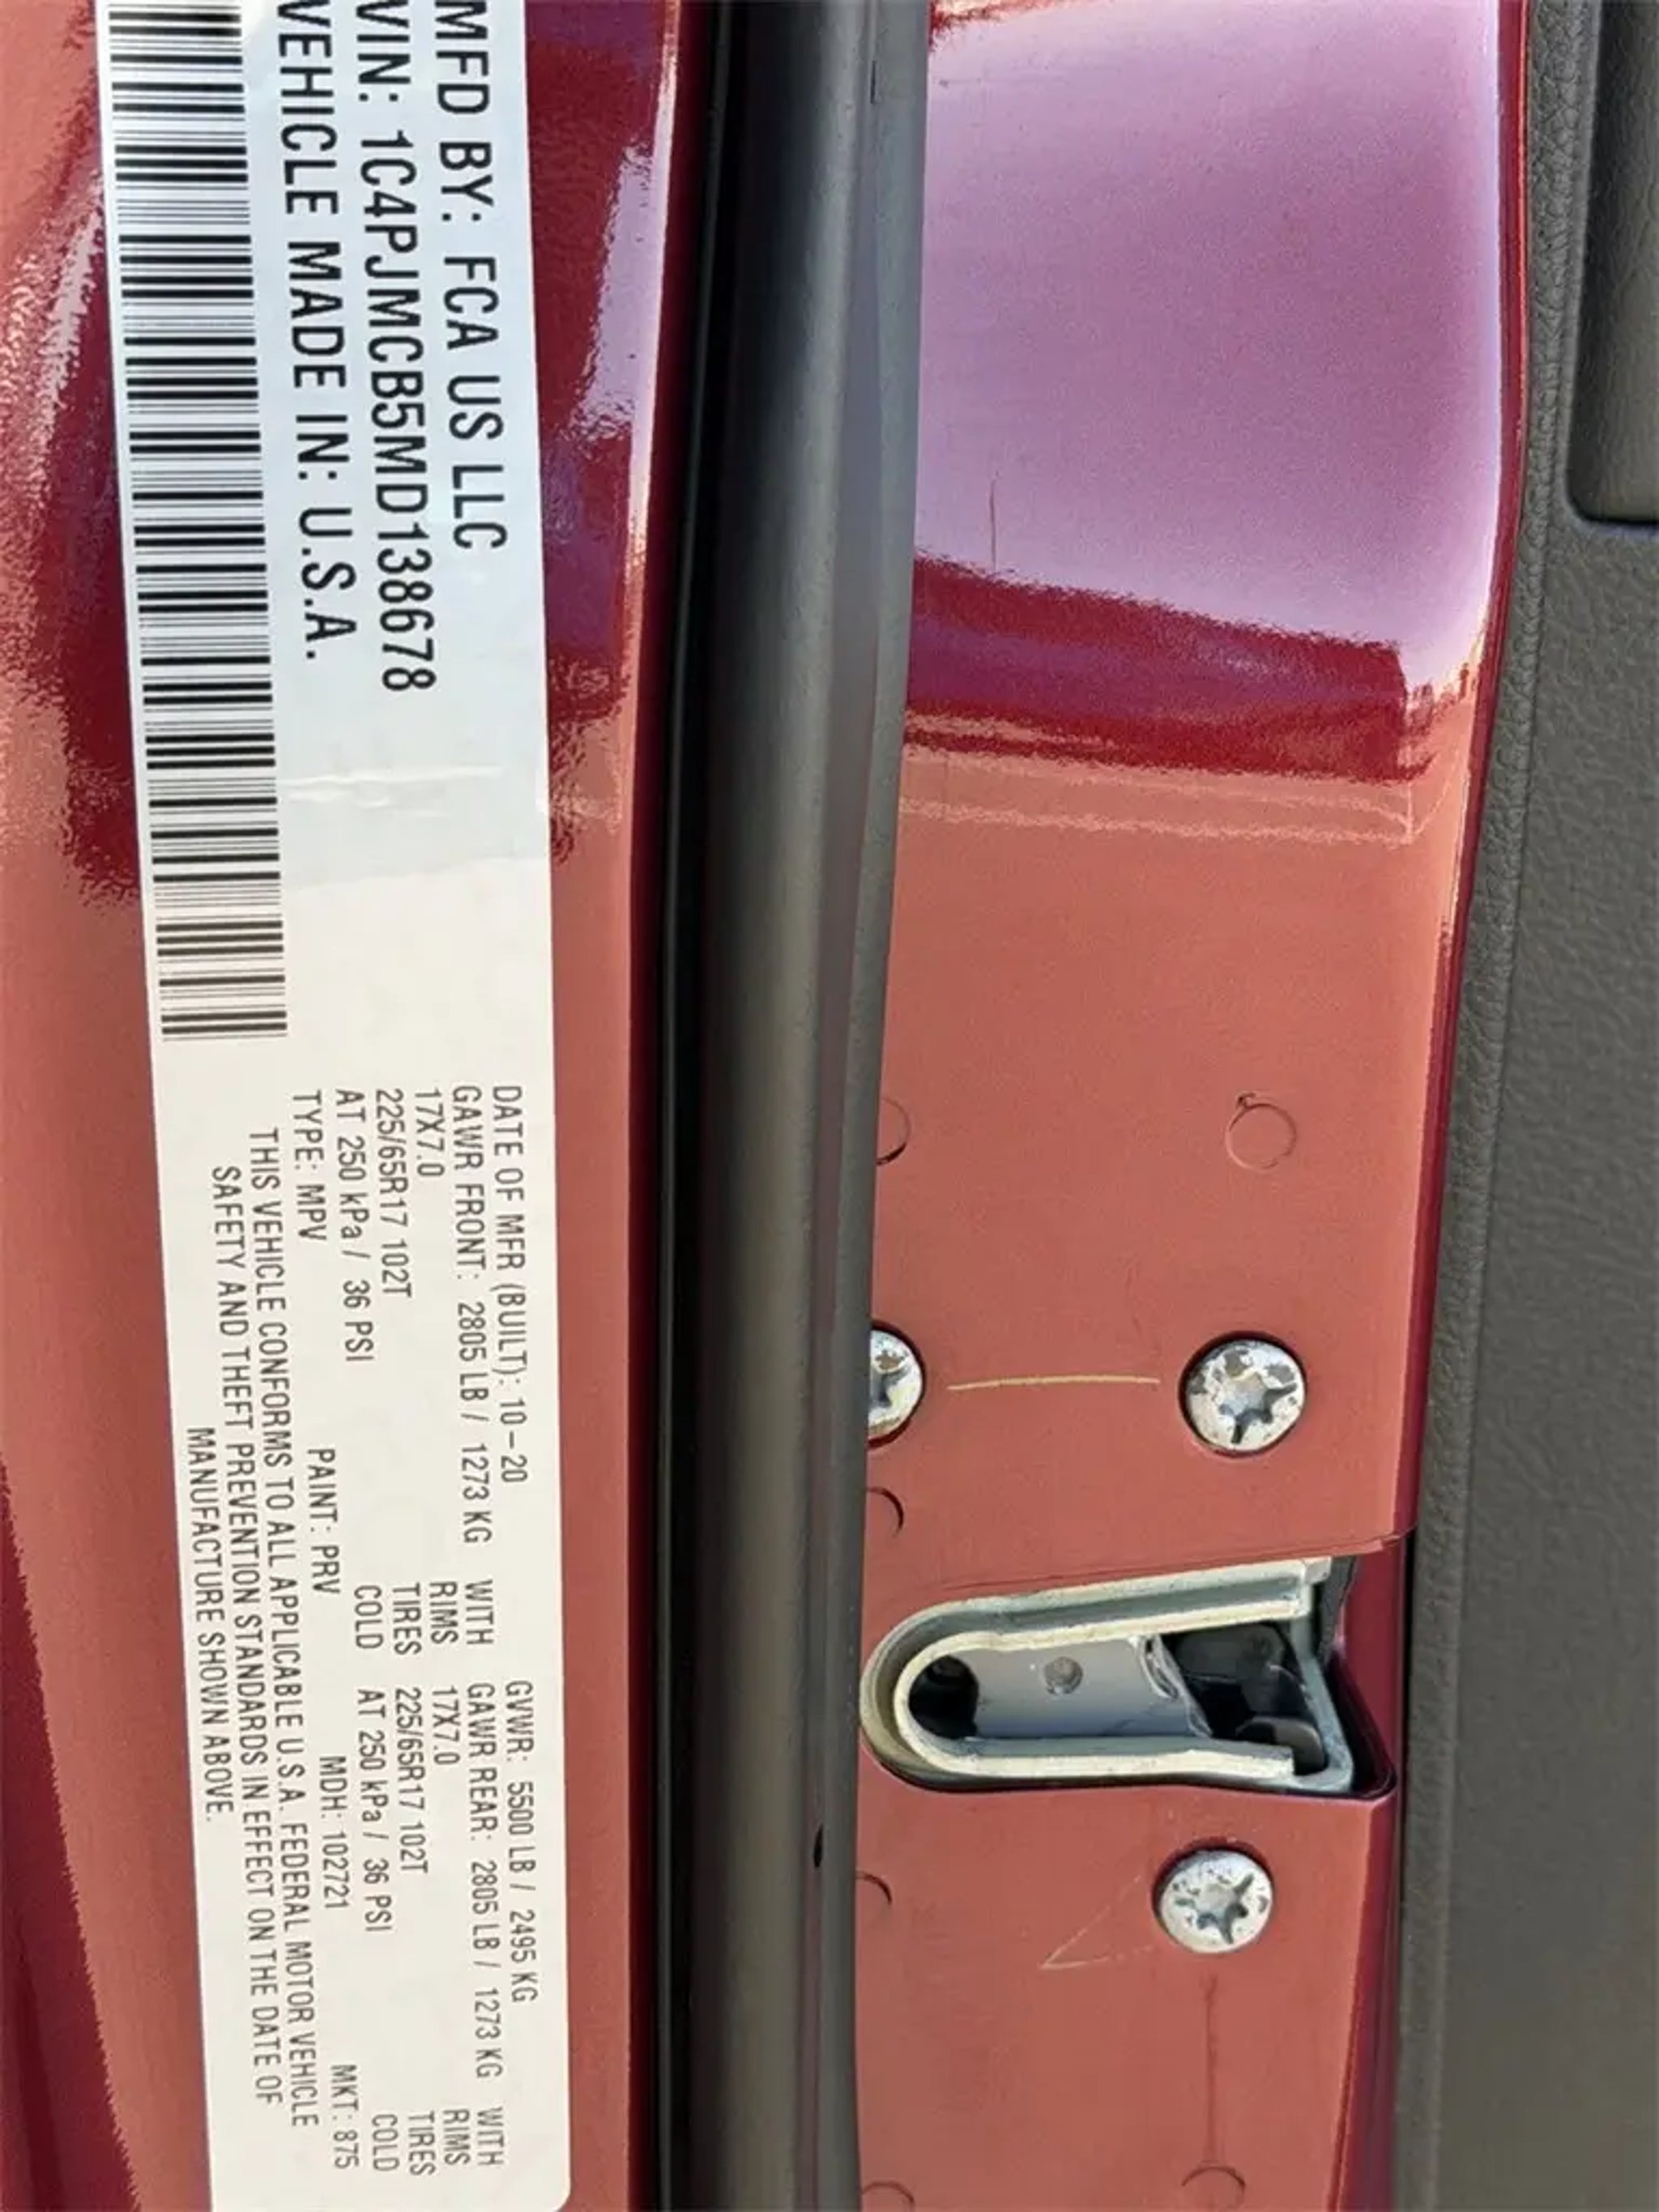 MFD BY: FCA US LLC
VIN: 1C4PJMCB5MD138678
VEHICLE MADE IN: U.S.A.
DATE OF MFR (BUILT): 10-20 GVWR: 5500 LB / 2495 KG
GAWR FRONT: 2805 LB / 1273 KG WITH GAWR REAR: 2805 LB / 1273 KG WITH
17X7.0 RIMS 17X7.0 RIMS
225/65R17 102T TIRES 225/65R17 102T TIRES
AT 250 kPa / 36 PSI COLD AT 250 kPa / 36 PSI COLD
TYPE: MPV PAINT: PRV MDH: 102721 MKT: 875
THIS VEHICLE CONFORMS TO ALL APPLICABLE U.S.A. FEDERAL MOTOR VEHICLE
SAFETY AND THEFT PREVENTION STANDARDS IN EFFECT ON THE DATE OF
MANUFACTURE SHOWN ABOVE.